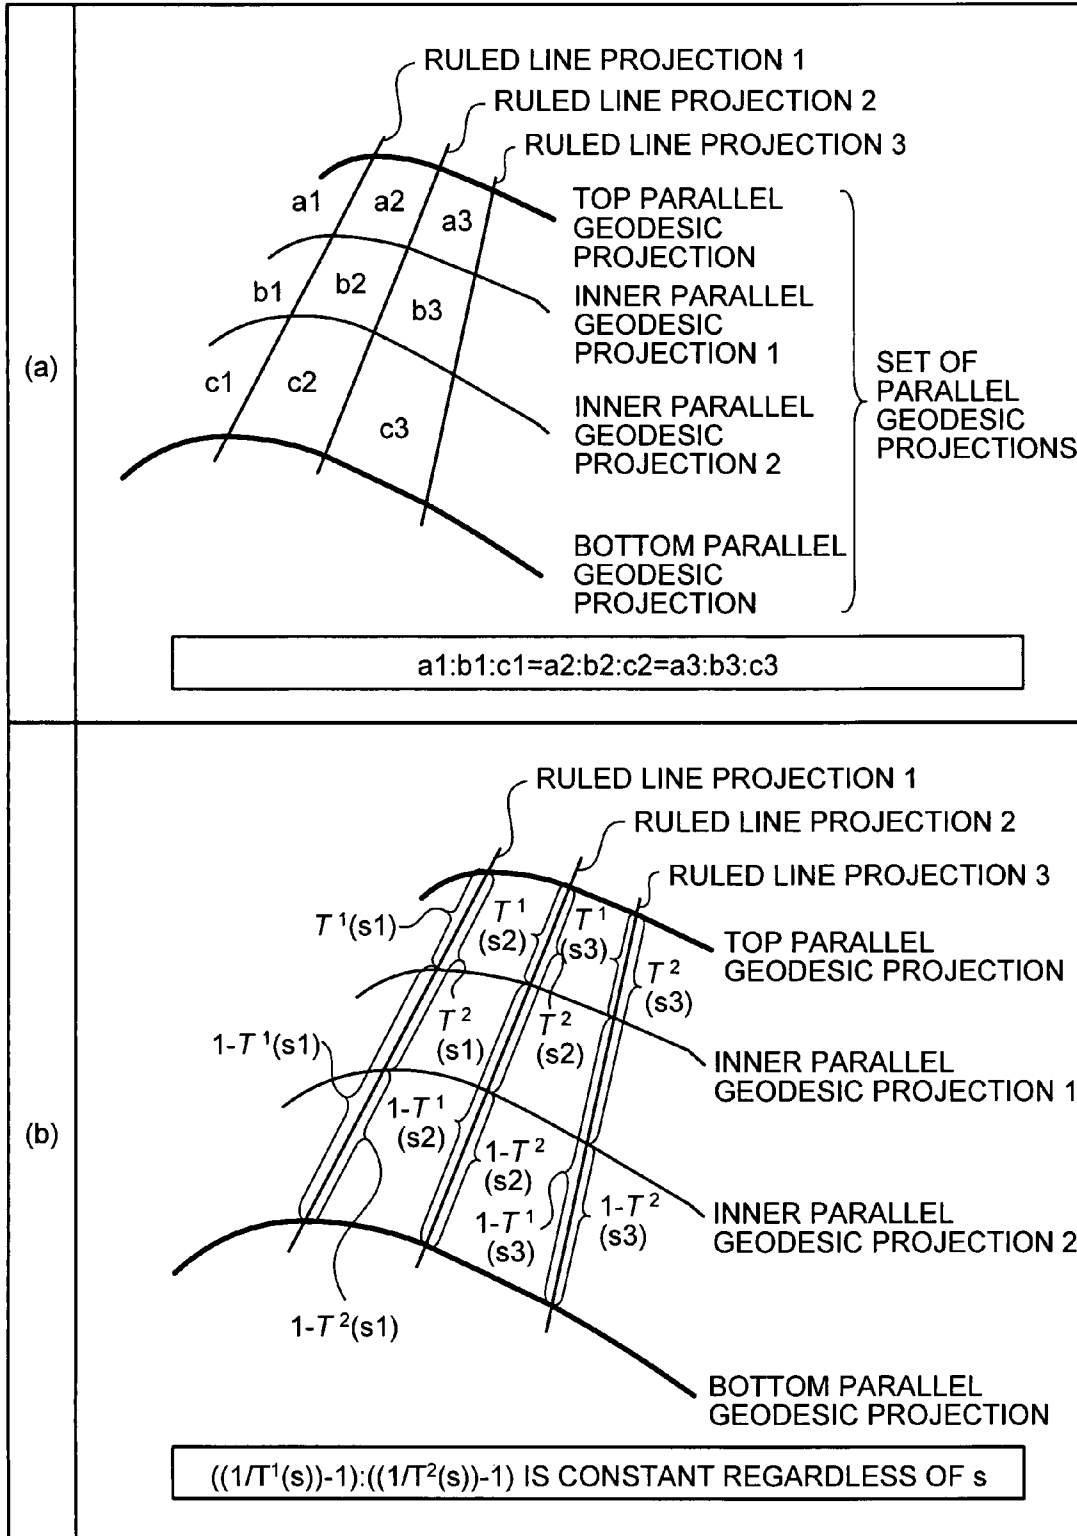 (a)
RULED LINE PROJECTION 1
RULED LINE PROJECTION 2
RULED LINE PROJECTION 3
a1
a2
a3
b1
b2
b3
c1
c2
c3
TOP PARALLEL
GEODESIC
PROJECTION
INNER PARALLEL
GEODESIC
PROJECTION 1
INNER PARALLEL
GEODESIC
PROJECTION 2
BOTTOM PARALLEL
GEODESIC
PROJECTION
SET OF
PARALLEL
GEODESIC
PROJECTIONS
a1:b1:c1=a2:b2:c2=a3:b3:c3
(b)
RULED LINE PROJECTION 1
RULED LINE PROJECTION 2
RULED LINE PROJECTION 3
T¹(s1)
T¹
(s2)
T¹
(s3)
T²
(s3)
T²
(s1)
T²
(s2)
1-T¹(s1)
1-T¹
(s2)
1-T²
(s2)
1-T¹
(s3)
1-T²
(s3)
1-T²(s1)
TOP PARALLEL
GEODESIC PROJECTION
INNER PARALLEL
GEODESIC PROJECTION 1
INNER PARALLEL
GEODESIC PROJECTION 2
BOTTOM PARALLEL
GEODESIC PROJECTION
((1/T¹(s))-1):((1/T²(s))-1) IS CONSTANT REGARDLESS OF s